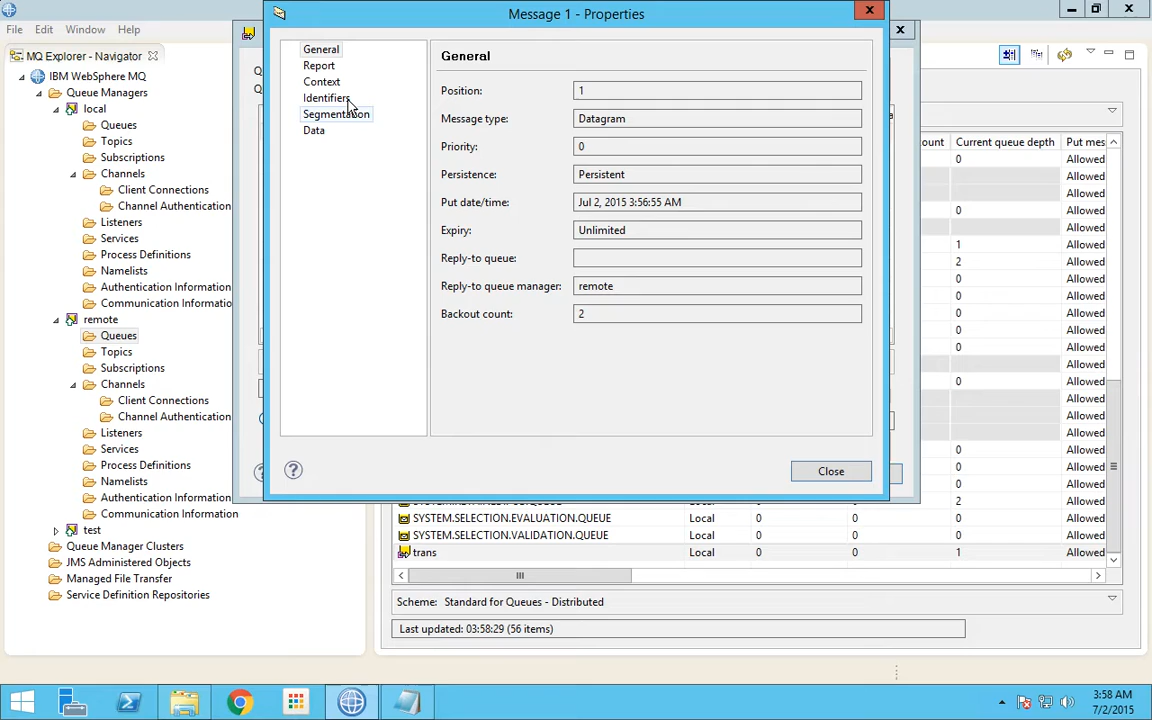 Message 1 - Properties
x
File Edit Window Help
MQ Explorer - Navigator
IBM WebSphere MQ
Queue Managers
local
Queues
Topics
Subscriptions
Channels
Client Connections
Channel Authentication
Listeners
Services
Process Definitions
Namelists
Authentication Information
Communication Informatio
remote
Queues
Topics
Subscriptions
Channels
Client Connections
Channel Authentication
Listeners
Services
Process Definitions
Namelists
Authentication Information
Communication Information
test
Queue Manager Clusters
JMS Administered Objects
Managed File Transfer
Service Definition Repositories
General
Report
Context
Identifiers
Segmentation
Data
General
Position: 1
Message type: Datagram
Priority: 0
Persistence: Persistent
Put date/time: Jul 2, 2015 3:56:55 AM
Expiry: Unlimited
Reply-to queue:
Reply-to queue manager: remote
Backout count: 2
Close
ount Current queue depth Put mes
0 Allowed
Allowed
Allowed
0 Allowed
Allowed
1 Allowed
2 Allowed
0 Allowed
0 Allowed
0 Allowed
0 Allowed
0 Allowed
Allowed
0 Allowed
Allowed
Allowed
Allowed
0 Allowed
0 Allowed
0 Allowed
2 Allowed
SYSTEM.SELECTION.EVALUATION.QUEUE Local 0 0 0 Allowed
SYSTEM.SELECTION.VALIDATION.QUEUE Local 0 0 0 Allowed
trans Local 0 0 1 Allowed
Scheme: Standard for Queues - Distributed
Last updated: 03:58:29 (56 items)
3:58 AM
7/2/2015